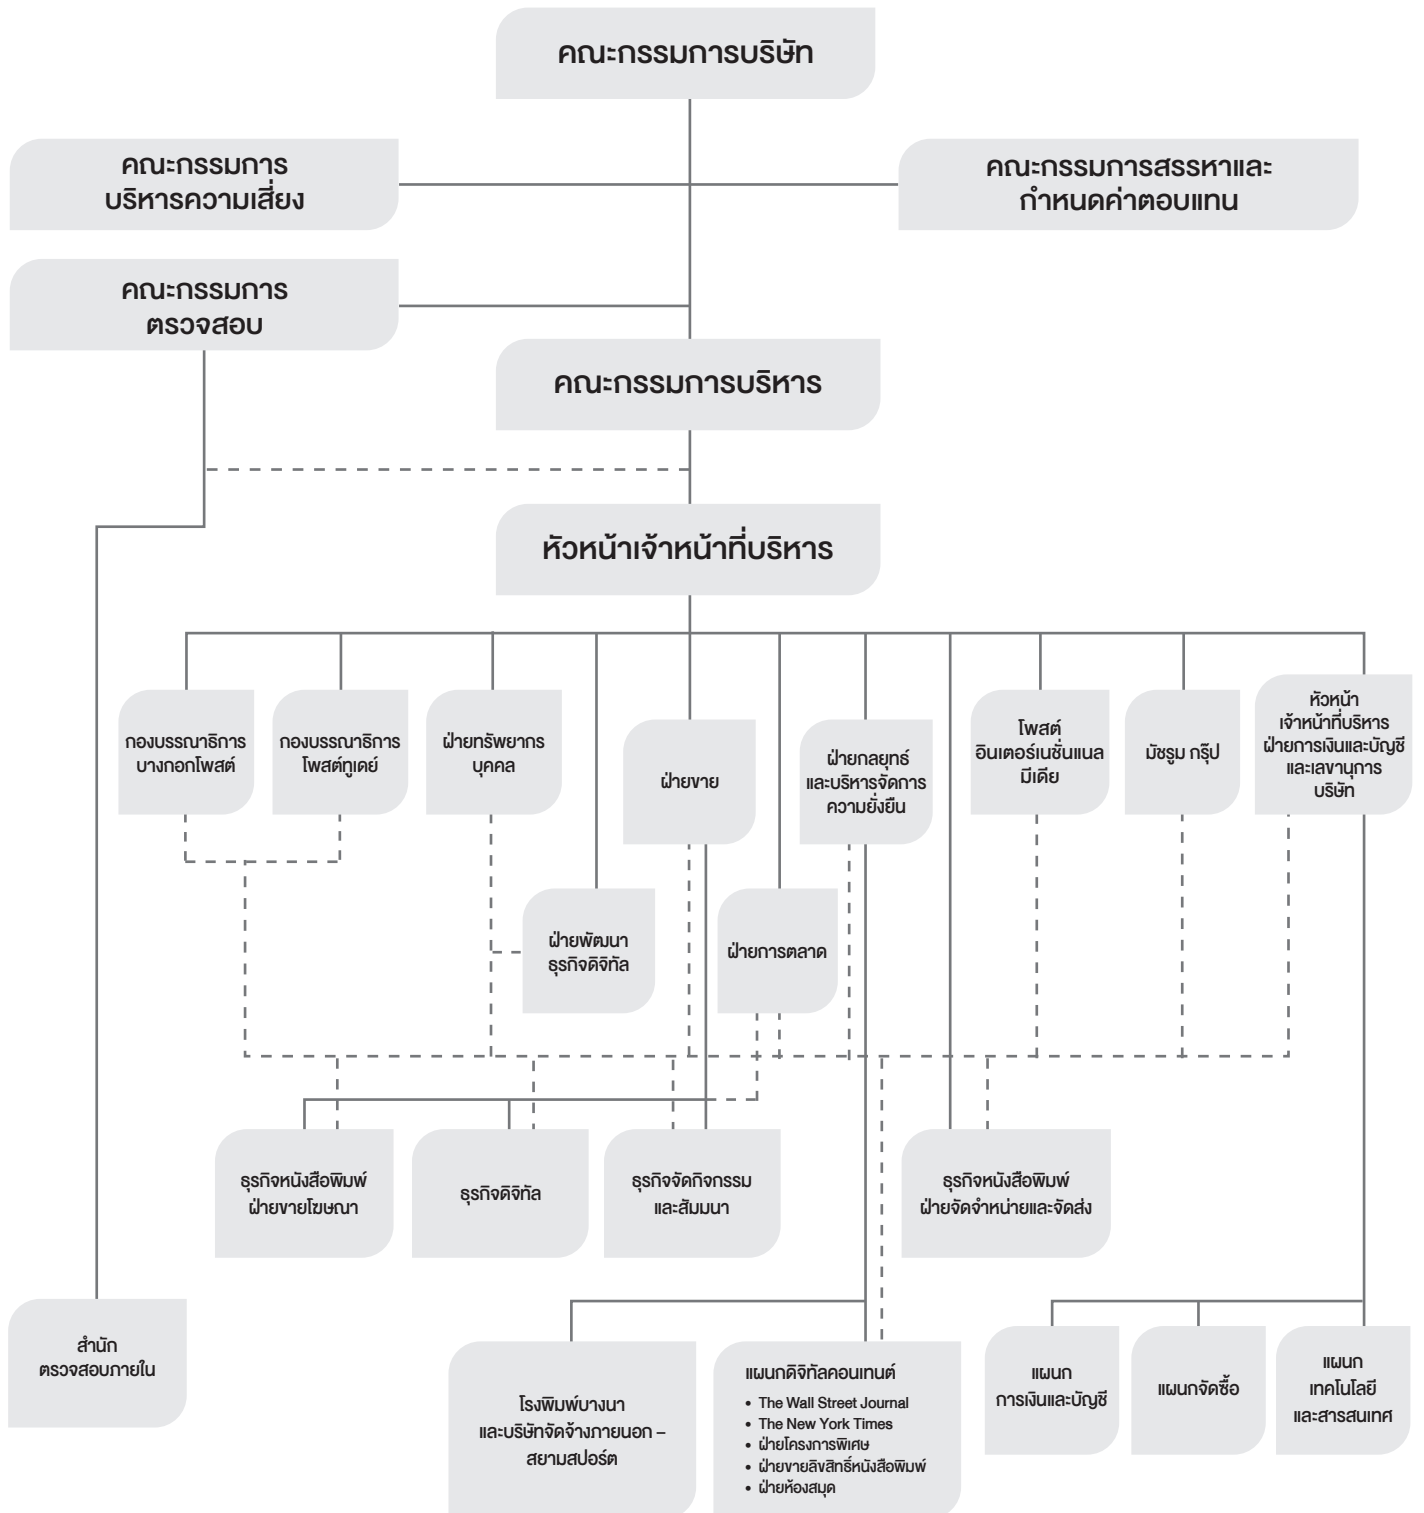 คณะกรรมการบริษัท
คณะกรรมการ
บริหารความเสี่ยง
คณะกรรมการสรรหาและ
กำหนดค่าตอบแทน
คณะกรรมการ
ตรวจสอบ
คณะกรรมการบริหาร
หัวหน้าเจ้าหน้าที่บริหาร
กองบรรณาธิการ
บางกอกโพสต์
กองบรรณาธิการ
โพสต์ทูเดย์
ฝ่ายทรัพยากร
บุคคล
ฝ่ายขาย
ฝ่ายกลยุทธ์
และบริหารจัดการ
ความยั่งยืน
โพสต์
อินเตอร์เนชั่นแนล
มีเดีย
มัชรูม กรุ๊ป
หัวหน้า
เจ้าหน้าที่บริหาร
ฝ่ายการเงินและบัญชี
และเลขานุการ
บริษัท
ฝ่ายพัฒนา
ธุรกิจดิจิทัล
ฝ่ายการตลาด
ธุรกิจหนังสือพิมพ์
ฝ่ายขายโฆษณา
ธุรกิจดิจิทัล
ธุรกิจจัดกิจกรรม
และสัมมนา
ธุรกิจหนังสือพิมพ์
ฝ่ายจัดจำหน่ายและจัดส่ง
สำนัก
ตรวจสอบภายใน
โรงพิมพ์บางนา
และบริษัทจัดจ้างภายนอก –
สยามสปอร์ต
แผนกดิจิทัลคอนเทนต์
• The Wall Street Journal
• The New York Times
• ฝ่ายโครงการพิเศษ
• ฝ่ายขายลิขสิทธิ์หนังสือพิมพ์
• ฝ่ายห้องสมุด
แผนก
การเงินและบัญชี
แผนกจัดซื้อ
แผนก
เทคโนโลยี
และสารสนเทศ